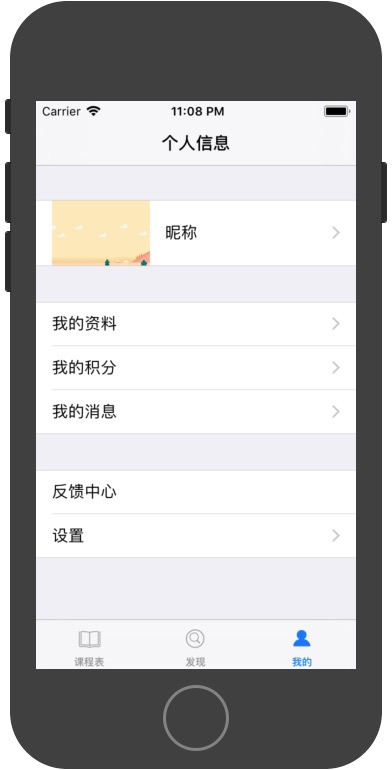 Carrier 11:08 PM
个人信息
昵称
我的资料
我的积分
我的消息
反馈中心
设置
课程表 发现 我的